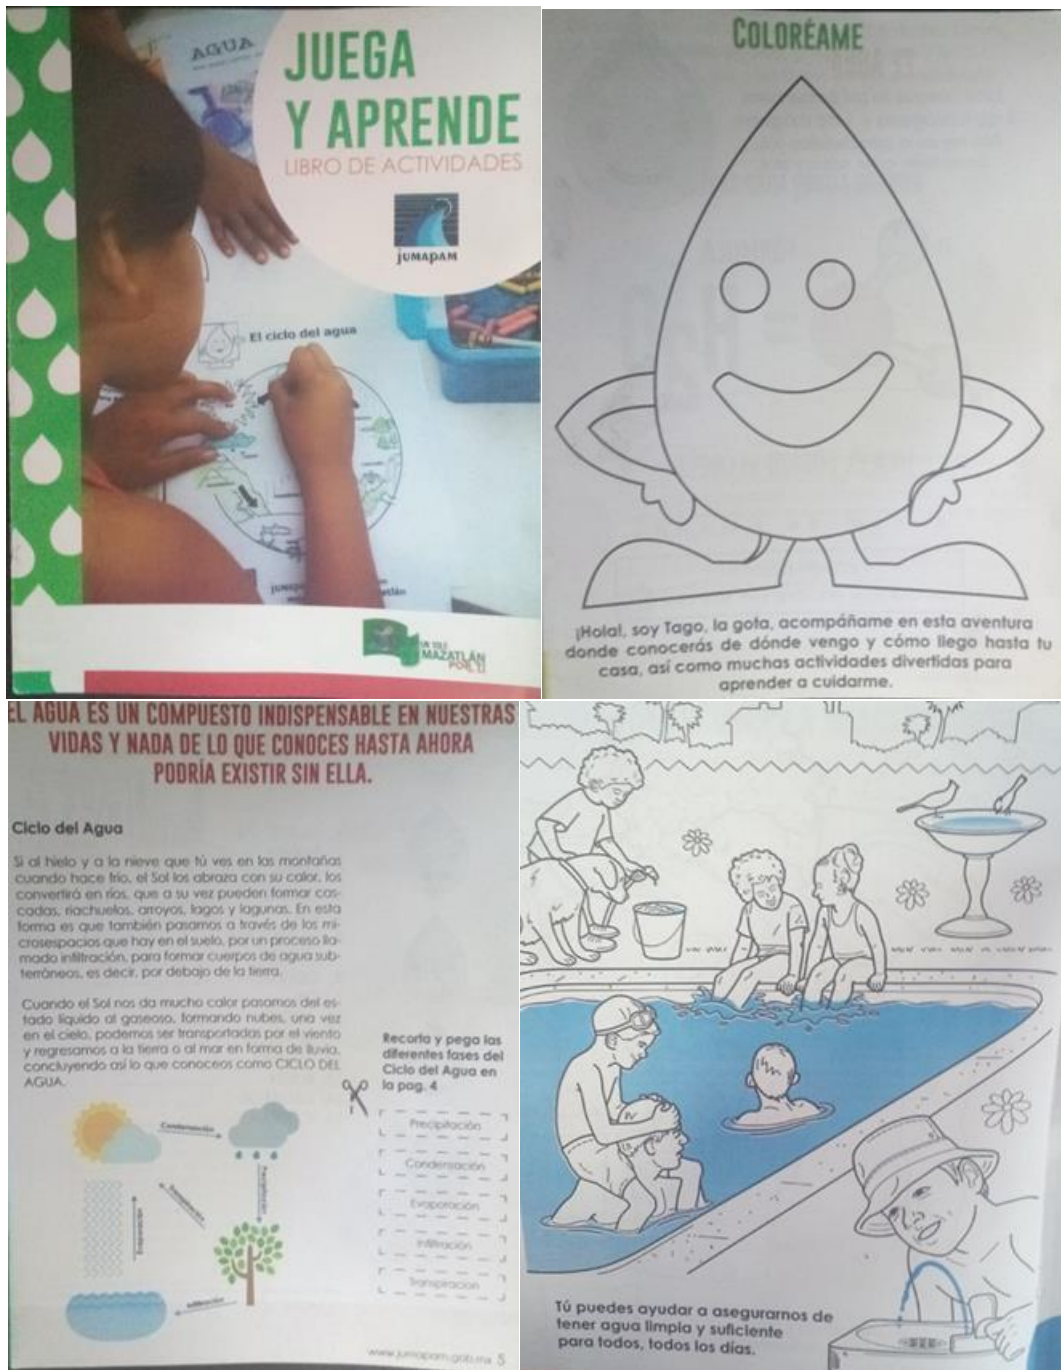 AGUA
JUEGA
Y APRENDE
LIBRO DE ACTIVIDADES
JUMAPAM
El ciclo del agua
MAZATLÁN
COLORÉAME
¡Hola!, soy Tago, la gota, acompáñame en esta aventura
donde conocerás de dónde vengo y cómo llego hasta tu
casa, así como muchas actividades divertidas para
aprender a cuidarme.
EL AGUA ES UN COMPUESTO INDISPENSABLE EN NUESTRAS
VIDAS Y NADA DE LO QUE CONOCES HASTA AHORA
PODRÍA EXISTIR SIN ELLA.
Ciclo del Agua
Si al hielo y a la nieve que tú ves en las montañas
cuando hace frío, el Sol los abraza con su calor, los
convertirá en ríos, que a su vez pueden formar cas-
cadas, riachuelos, arroyos, lagos y lagunas. En esta
forma es que también pasamos a través de los mi-
crosespacios que hay en el suelo, por un proceso lla-
mado infiltración, para formar cuerpos de agua sub-
terráneos, es decir, por debajo de la tierra.
Cuando el Sol nos da mucho calor pasamos del es-
tado líquido al gaseoso, formando nubes, una vez
en el cielo, podemos ser transportadas por el viento
y regresamos a la tierra o al mar en forma de lluvia,
concluyendo así lo que conoceos como CICLO DEL
AGUA.
Recorta y pega las
diferentes fases del
Ciclo del Agua en
la pag. 4
Precipitación
Condensación
Evaporación
Infiltración
Transpiración
Condensación
Precipitación
Evaporación
Infiltración
www.jumapam.gob.mx 5
Tú puedes ayudar a asegurarnos de
tener agua limpia y suficiente
para todos, todos los días.